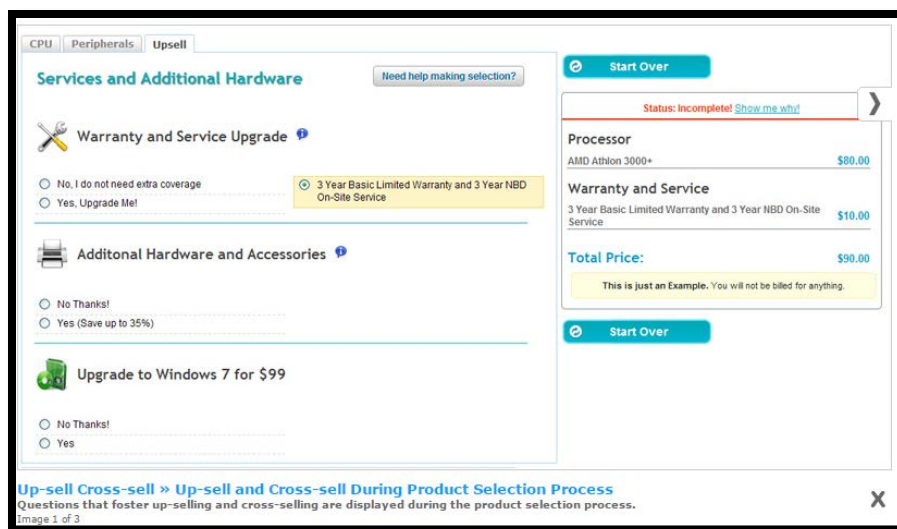 CPU
Peripherals
Upsell
Services and Additional Hardware
Need help making selection?
Warranty and Service Upgrade
No, I do not need extra coverage
Yes, Upgrade Me!
3 Year Basic Limited Warranty and 3 Year NBD
On-Site Service
Additonal Hardware and Accessories
No Thanks!
Yes (Save up to 35%)
Upgrade to Windows 7 for $99
No Thanks!
Yes
Start Over
Status: Incomplete! Show me why!
Processor
AMD Athlon 3000+ $80.00
Warranty and Service
3 Year Basic Limited Warranty and 3 Year NBD On-Site
Service $10.00
Total Price: $90.00
This is just an Example. You will not be billed for anything.
Start Over
Up-sell Cross-sell » Up-sell and Cross-sell During Product Selection Process
Questions that foster up-selling and cross-selling are displayed during the product selection process.
Image 1 of 3
X